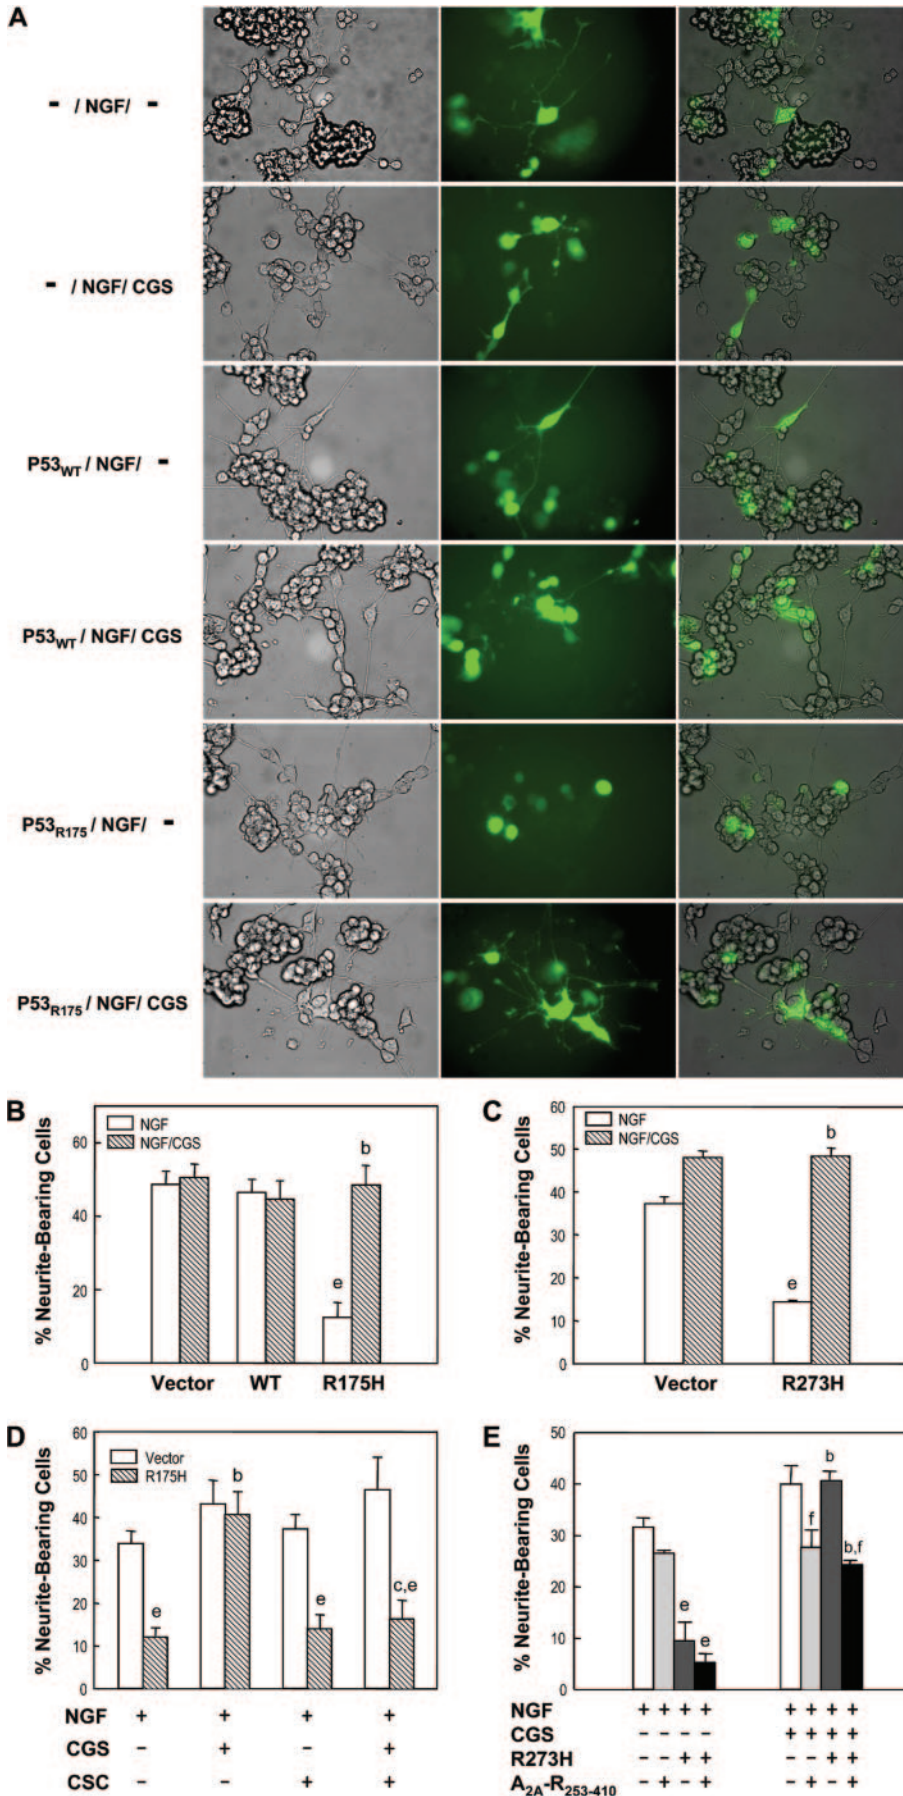 A
- / NGF/ -
- / NGF/ CGS
P53WT / NGF/ -
P53WT / NGF/ CGS
P53R175 / NGF/ -
P53R175 / NGF/ CGS
B
% Neurite-Bearing Cells
60
40
20
0
NGF
NGF/CGS
e
b
Vector WT R175H
C
% Neurite-Bearing Cells
60
50
40
30
20
10
0
NGF
NGF/CGS
e
b
Vector R273H
D
% Neurite-Bearing Cells
60
50
40
30
20
10
0
Vector
R175H
e
b
e
c,e
NGF + + + +
CGS - + - +
CSC - - + +
E
% Neurite-Bearing Cells
50
40
30
20
10
0
e
e
f
b
b,f
NGF + + + + + + + +
CGS - - - - + + + +
R273H - - + + - - + +
A2A-R253-410 - + - + - + - +